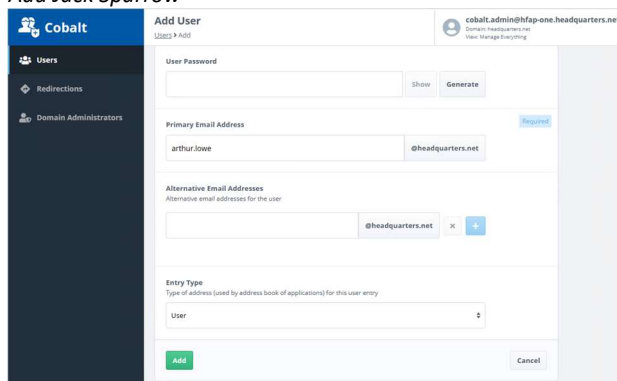 Add Jack Sparrow
Cobalt
Users
Redirections
Domain Administrators
Add User
Users > Add
cobalt.admin@hfap-one.headquarters.net
Domain: headquarters.net
View: Manage Everything
User Password
Show
Generate
Primary Email Address
Required
arthur.lowe
@headquarters.net
Alternative Email Addresses
Alternative email addresses for the user
@headquarters.net
×
+
Entry Type
Type of address (used by address book of applications) for this user entry
User
Add
Cancel